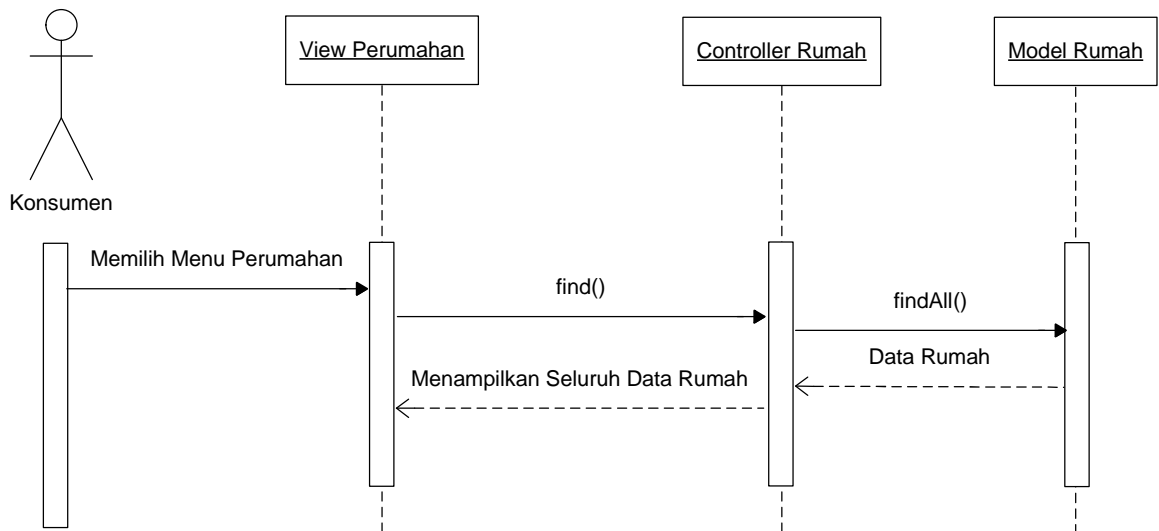 View Perumahan
Controller Rumah
Model Rumah
Konsumen
Memilih Menu Perumahan
find()
findAll()
Data Rumah
Menampilkan Seluruh Data Rumah